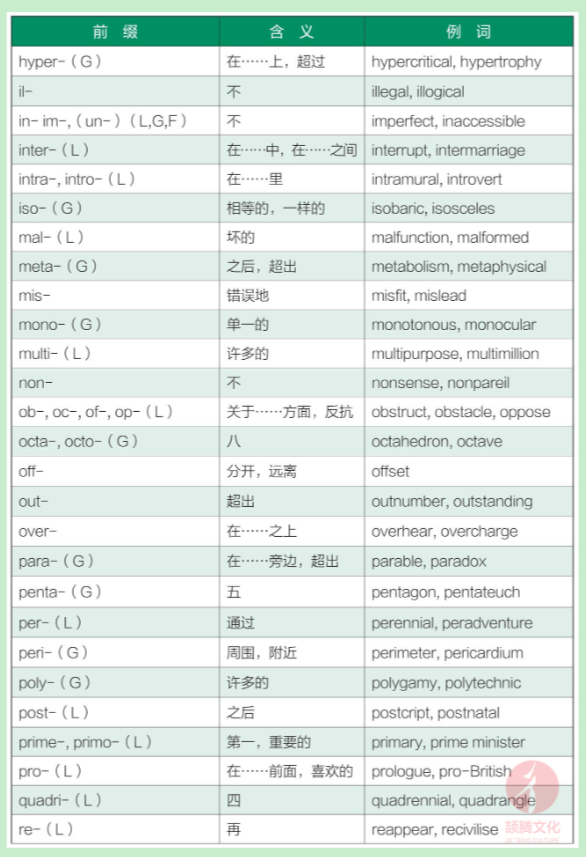 前 缀 含 义 例 词
hyper-（G） 在……上，超过 hypercritical, hypertrophy
il- 不 illegal, illogical
in- im-,（un-）（L,G,F） 不 imperfect, inaccessible
inter-（L） 在……中，在……之间 interrupt, intermarriage
intra-, intro-（L） 在……里 intramural, introvert
iso-（G） 相等的，一样的 isobaric, isosceles
mal-（L） 坏的 malfunction, malformed
meta-（G） 之后，超出 metabolism, metaphysical
mis- 错误地 misfit, mislead
mono-（G） 单一的 monotonous, monocular
multi-（L） 许多的 multipurpose, multimillion
non- 不 nonsense, nonpareil
ob-, oc-, of-, op-（L） 关于……方面，反抗 obstruct, obstacle, oppose
octa-, octo-（G） 八 octahedron, octave
off- 分开，远离 offset
out- 超出 outnumber, outstanding
over- 在……之上 overhear, overcharge
para-（G） 在……旁边，超出 parable, paradox
penta-（G） 五 pentagon, pentateuch
per-（L） 通过 perennial, peradventure
peri-（G） 周围，附近 perimeter, pericardium
poly-（G） 许多的 polygamy, polytechnic
post-（L） 之后 postcript, postnatal
prime-, primo-（L） 第一，重要的 primary, prime minister
pro-（L） 在……前面，喜欢的 prologue, pro-British
quadri-（L） 四 quadrennial, quadrangle
re-（L） 再 reappear, recivilise
颉腾文化
JIE TENG CULTURE